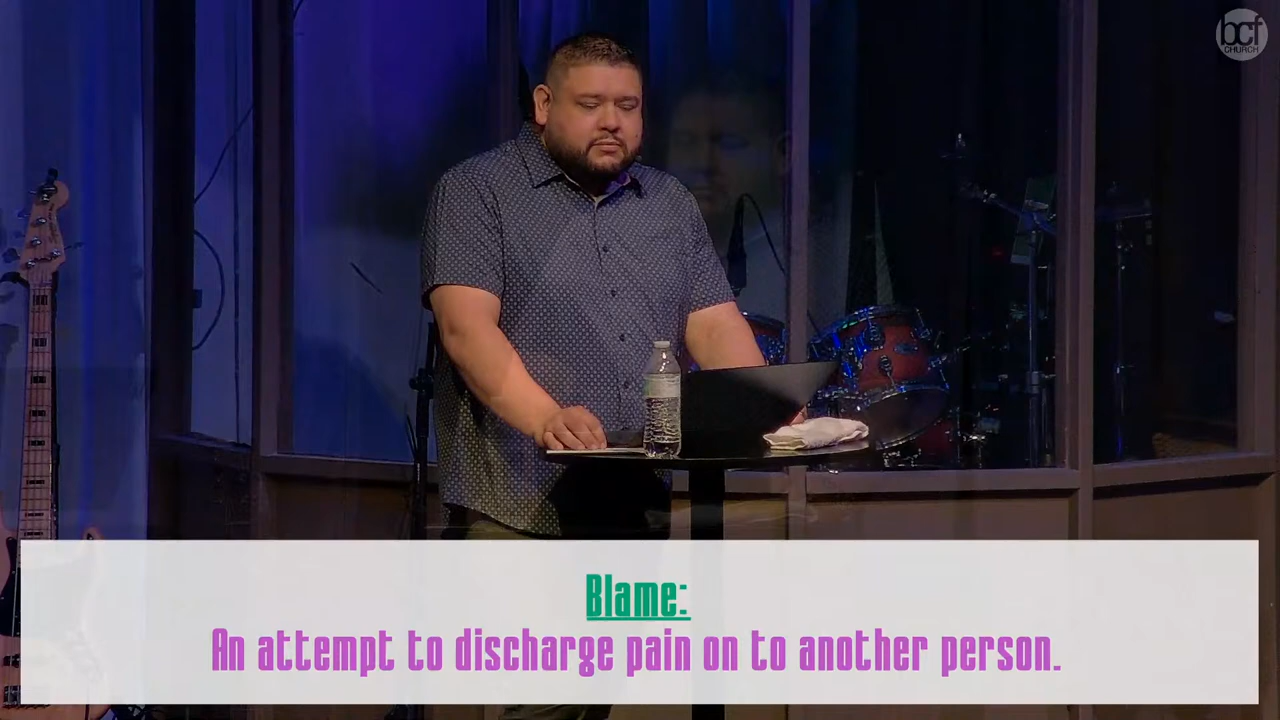 bcf
CHURCH
Blame:
An attempt to discharge pain on to another person.